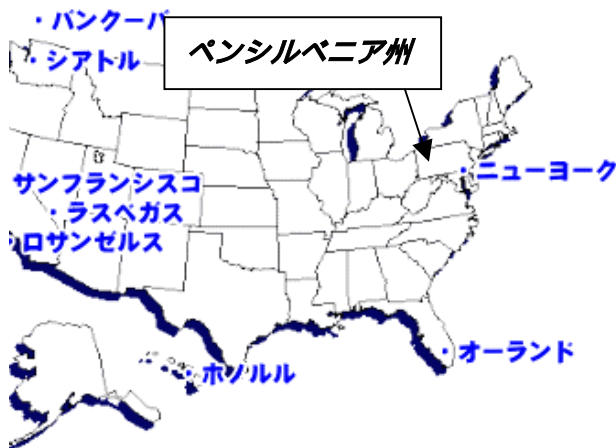 ・バンクーバ
ペンシルベニア州
・シアトル
・ニューヨーク
サンフランシスコ
・ラスベガス
ロサンゼルス
・オーランド
・ホノルル